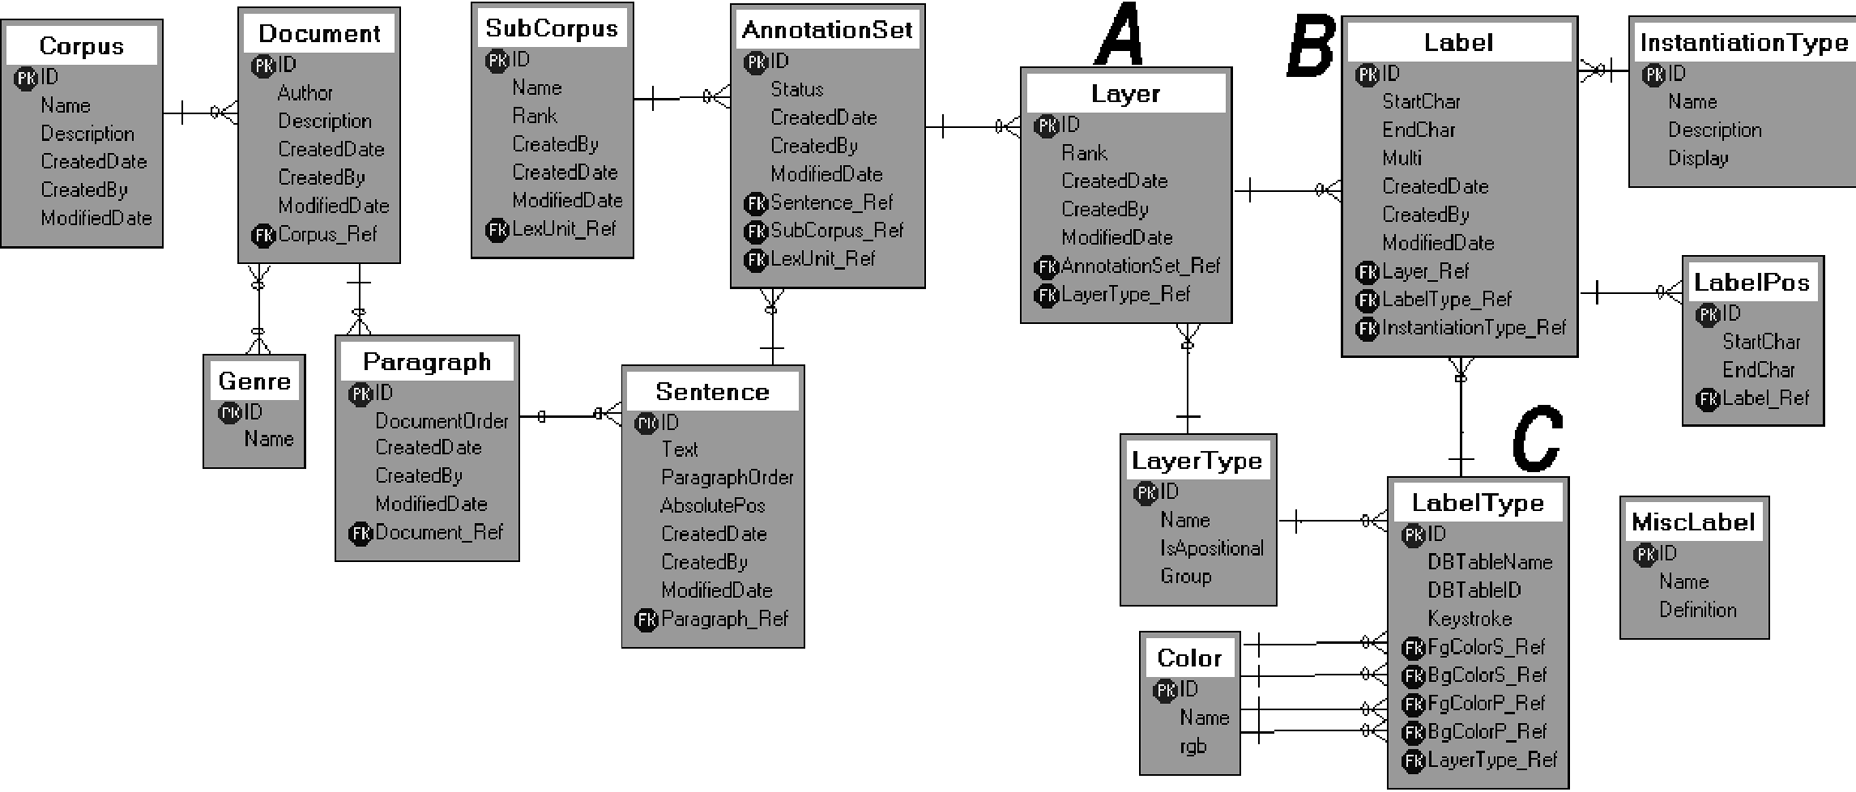 Corpus
PK ID
Name
Description
CreatedDate
CreatedBy
ModifiedDate
Document
PK ID
Author
Description
CreatedDate
CreatedBy
ModifiedDate
FK Corpus_Ref
SubCorpus
PK ID
Name
Rank
CreatedBy
CreatedDate
ModifiedDate
FK LexUnit_Ref
AnnotationSet
PK ID
Status
CreatedDate
CreatedBy
ModifiedDate
FK Sentence_Ref
FK SubCorpus_Ref
FK LexUnit_Ref
A
Layer
PK ID
Rank
CreatedDate
CreatedBy
ModifiedDate
FK AnnotationSet_Ref
FK LayerType_Ref
B
Label
PK ID
StartChar
EndChar
Multi
CreatedDate
CreatedBy
ModifiedDate
FK Layer_Ref
FK LabelType_Ref
FK InstantiationType_Ref
InstantiationType
PK ID
Name
Description
Display
LabelPos
PK ID
StartChar
EndChar
FK Label_Ref
Genre
PK ID
Name
Paragraph
PK ID
DocumentOrder
CreatedDate
CreatedBy
ModifiedDate
FK Document_Ref
Sentence
PK ID
Text
ParagraphOrder
AbsolutePos
CreatedDate
CreatedBy
ModifiedDate
FK Paragraph_Ref
LayerType
PK ID
Name
IsApositional
Group
C
LabelType
PK ID
DBTableName
DBTableID
Keystroke
FK FgColorS_Ref
FK BgColorS_Ref
FK FgColorP_Ref
FK BgColorP_Ref
FK LayerType_Ref
MiscLabel
PK ID
Name
Definition
Color
PK ID
Name
rgb